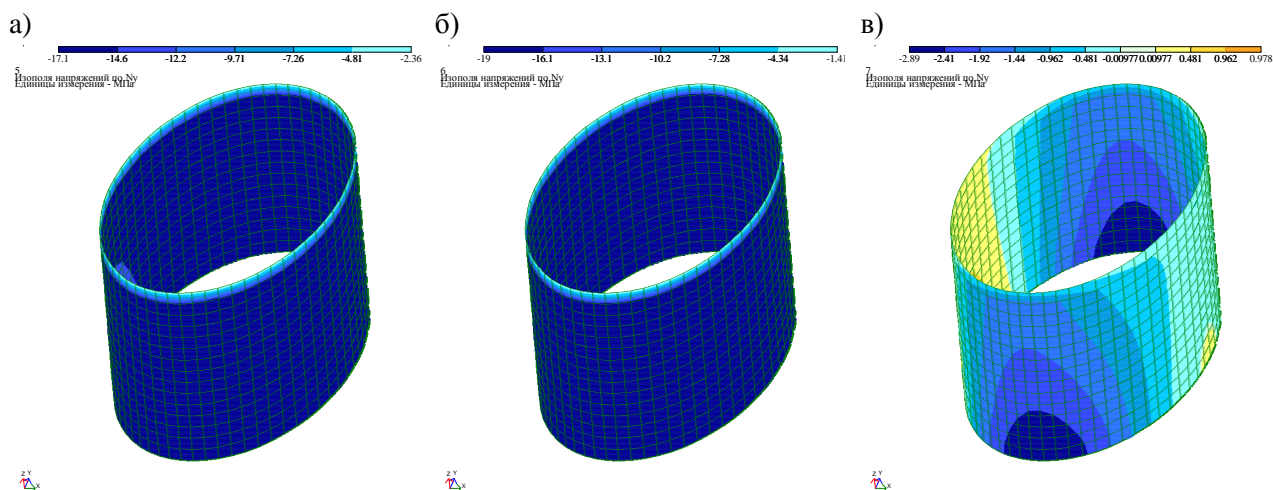 а)
б)
в)
-17.1 -14.6 -12.2 -9.71 -7.26 -4.81 -2.36
-19 -16.1 -13.1 -10.2 -7.28 -4.34 -1.41
-2.89 -2.41 -1.92 -1.44 -0.962 -0.481 -0.00977 0.00977 0.481 0.962 0.978
5
Изополя напряжений по Ny
Единицы измерения - МПа
6
Изополя напряжений по Ny
Единицы измерения - МПа
7
Изополя напряжений по Ny
Единицы измерения - МПа
Z Y
X
Z Y
X
Z Y
X